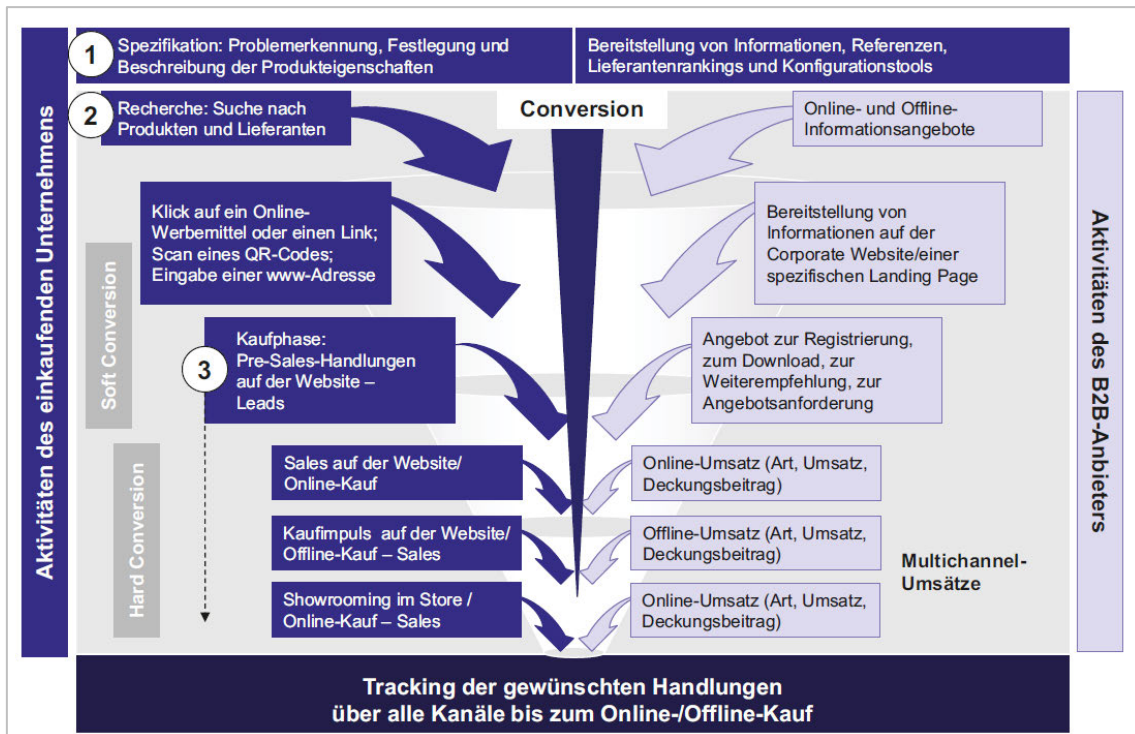 Aktivitäten des einkaufenden Unternehmens
1
Spezifikation: Problemerkennung, Festlegung und
Beschreibung der Produkteigenschaften
Bereitstellung von Informationen, Referenzen,
Lieferantenrankings und Konfigurationstools
2
Recherche: Suche nach
Produkten und Lieferanten
Conversion
Online- und Offline-
Informationsangebote
Klick auf ein Online-
Werbemittel oder einen Link;
Scan eines QR-Codes;
Eingabe einer www-Adresse
Bereitstellung von
Informationen auf der
Corporate Website/einer
spezifischen Landing Page
Soft Conversion
3
Kaufphase:
Pre-Sales-Handlungen
auf der Website –
Leads
Angebot zur Registrierung,
zum Download, zur
Weiterempfehlung, zur
Angebotsanforderung
Hard Conversion
Sales auf der Website/
Online-Kauf
Online-Umsatz (Art, Umsatz,
Deckungsbeitrag)
Kaufimpuls auf der Website/
Offline-Kauf – Sales
Offline-Umsatz (Art, Umsatz,
Deckungsbeitrag)
Showrooming im Store /
Online-Kauf – Sales
Online-Umsatz (Art, Umsatz,
Deckungsbeitrag)
Multichannel-
Umsätze
Aktivitäten des B2B-Anbieters
Tracking der gewünschten Handlungen
über alle Kanäle bis zum Online-/Offline-Kauf